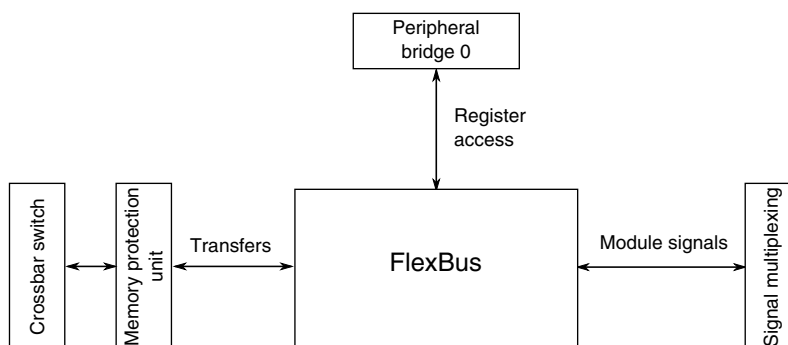 Peripheral
bridge 0
Register
access
Crossbar switch
Memory protection
unit
Transfers
FlexBus
Module signals
Signal multiplexing